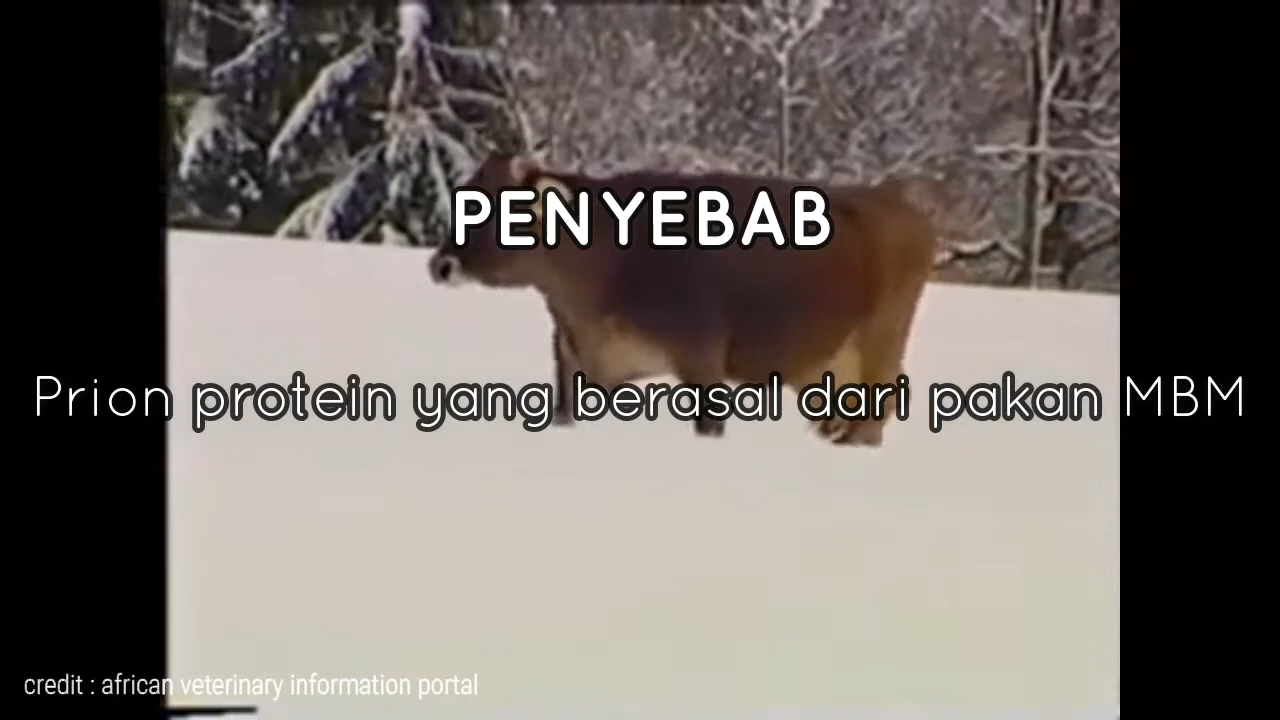 PENYEBAB
Prion protein yang berasal dari pakan MBM
credit : african veterinary information portal